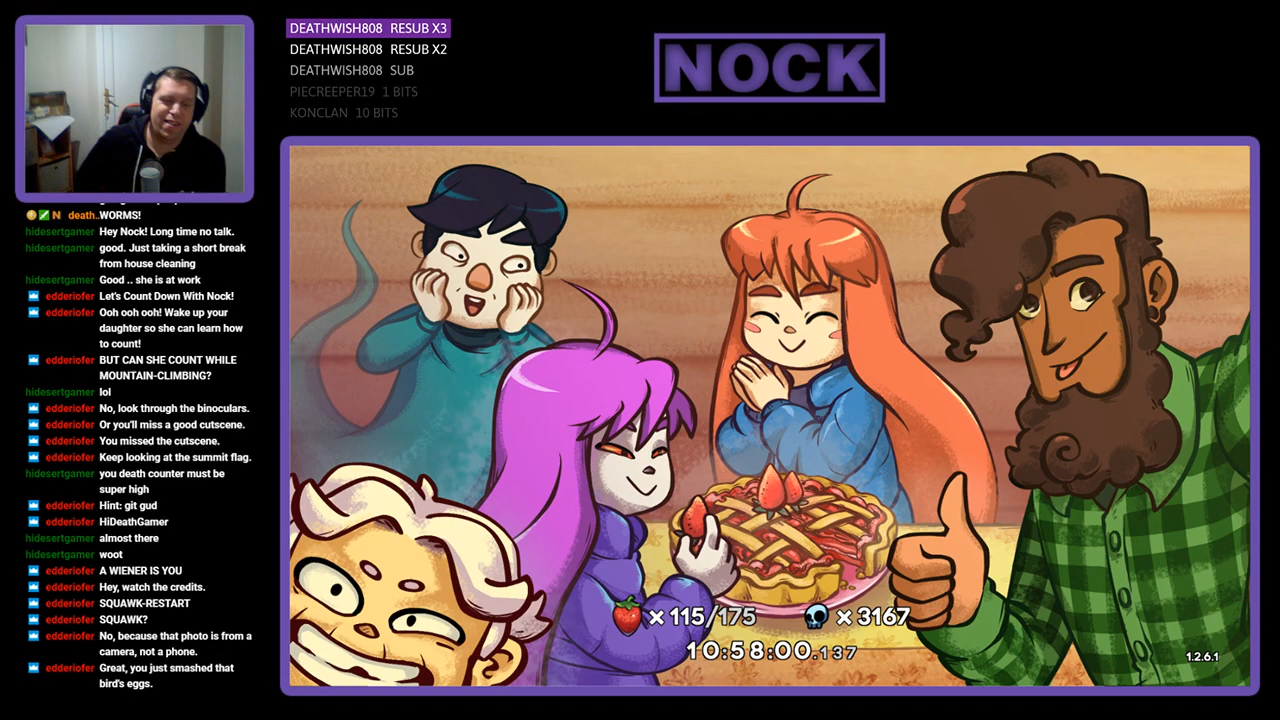 DEATHWISH808 RESUB X3
DEATHWISH808 RESUB X2
DEATHWISH808 SUB
PIECREEPER19 1 BITS
KONCLAN 10 BITS
NOCK
N death..WORMS!
hidesertgamer Hey Nock! Long time no talk.
hidesertgamer good. Just taking a short break
from house cleaning
hidesertgamer Good .. she is at work
edderiofer Let's Count Down With Nock!
edderiofer Ooh ooh ooh! Wake up your
daughter so she can learn how
to count!
edderiofer BUT CAN SHE COUNT WHILE
MOUNTAIN-CLIMBING?
hidesertgamer lol
edderiofer No, look through the binoculars.
edderiofer Or you'll miss a good cutscene.
edderiofer You missed the cutscene.
edderiofer Keep looking at the summit flag.
hidesertgamer you death counter must be
super high
edderiofer Hint: git gud
edderiofer HiDeathGamer
hidesertgamer almost there
hidesertgamer woot
edderiofer A WIENER IS YOU
edderiofer Hey, watch the credits.
edderiofer SQUAWK-RESTART
edderiofer SQUAWK?
edderiofer No, because that photo is from a
camera, not a phone.
edderiofer Great, you just smashed that
bird's eggs.
×115/175 ×3167
10:58:00.137
1.2.6.1